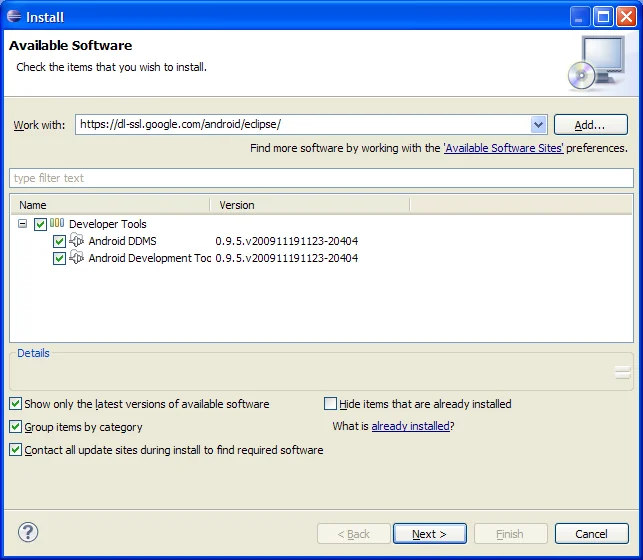 Install
Available Software
Check the items that you wish to install.
Work with: https://dl-ssl.google.com/android/eclipse/ Add...
Find more software by working with the 'Available Software Sites' preferences.
type filter text
Name Version
Developer Tools
Android DDMS 0.9.5.v200911191123-20404
Android Development Toc 0.9.5.v200911191123-20404
Details
Show only the latest versions of available software Hide items that are already installed
Group items by category What is already installed?
Contact all update sites during install to find required software
? < Back Next > Finish Cancel